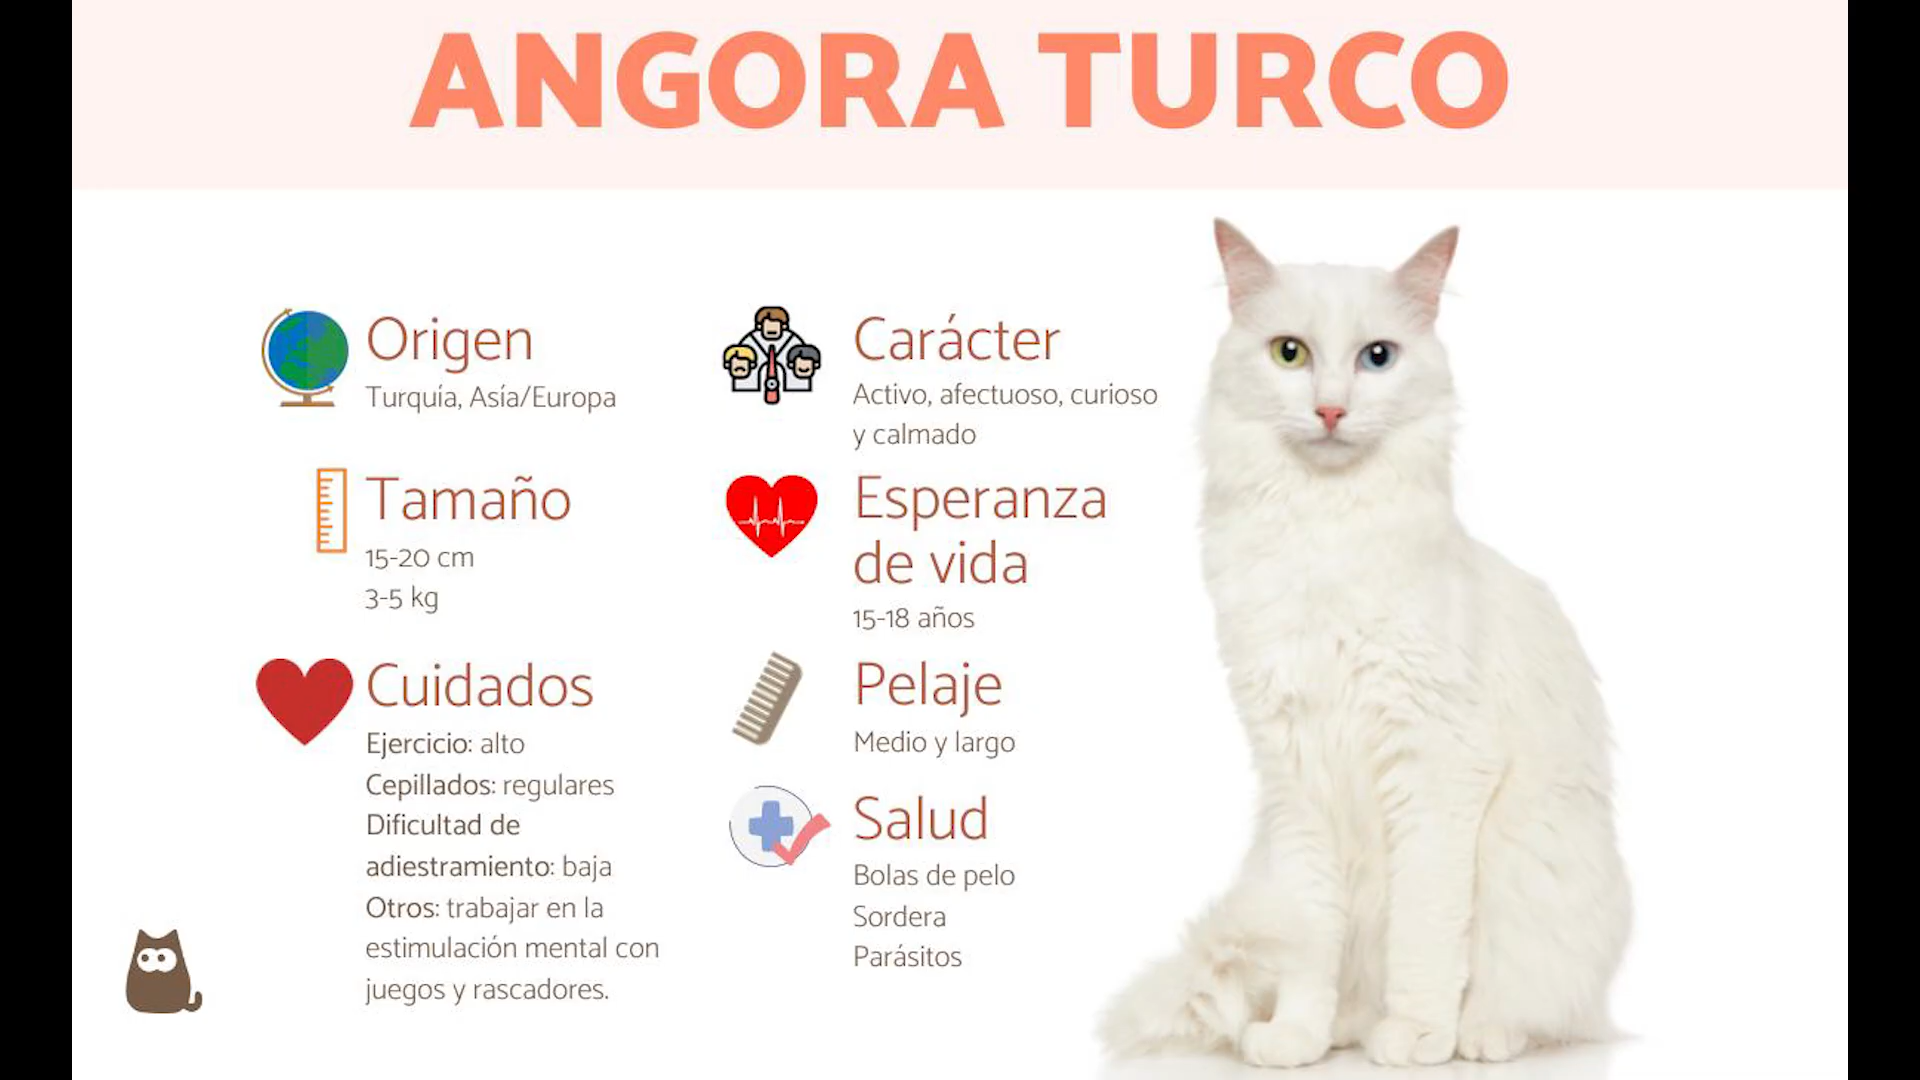 ANGORA TURCO
Origen
Turquía, Asía/Europa
Tamaño
15-20 cm
3-5 kg
Cuidados
Ejercicio: alto
Cepillados: regulares
Dificultad de
adiestramiento: baja
Otros: trabajar en la
estimulación mental con
juegos y rascadores.
Carácter
Activo, afectuoso, curioso
y calmado
Esperanza
de vida
15-18 años
Pelaje
Medio y largo
Salud
Bolas de pelo
Sordera
Parásitos